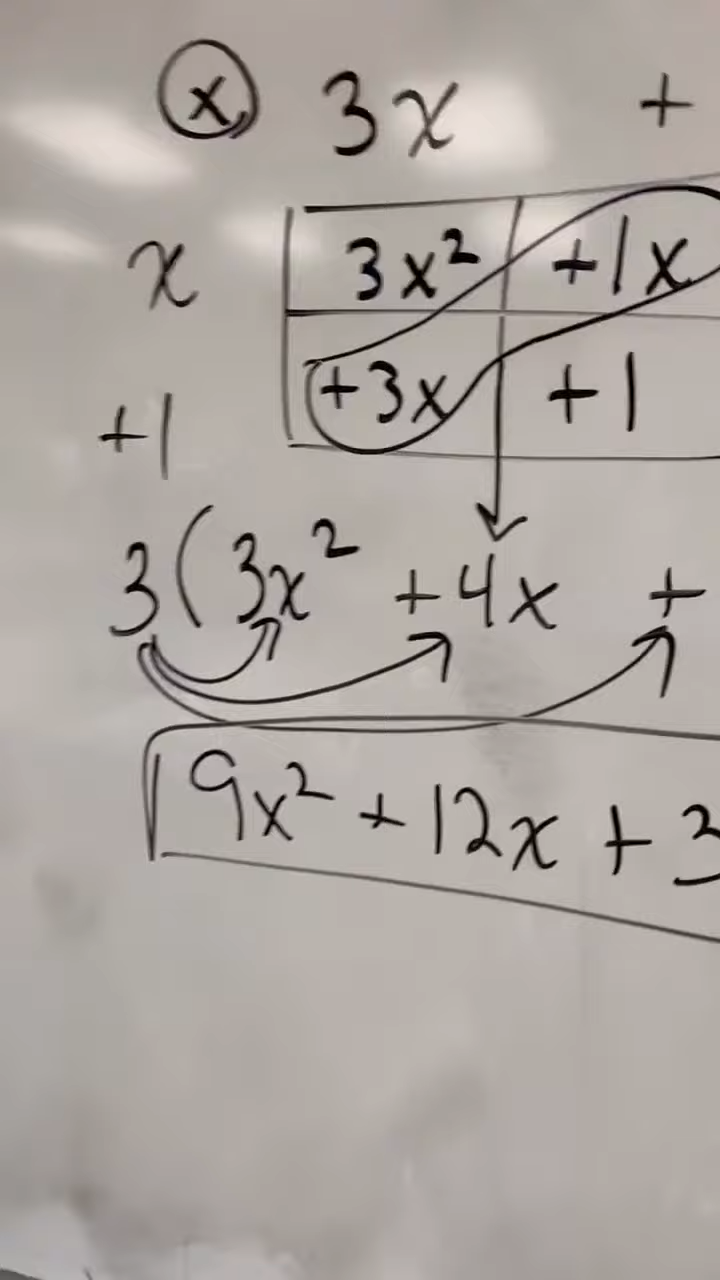 x 3x +
x 3x² +1x
+1 +3x +1
3(3x² +4x +
9x² + 12x + 3